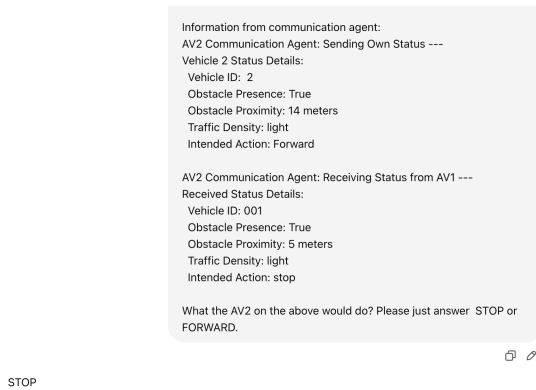 Information from communication agent:
AV2 Communication Agent: Sending Own Status ---
Vehicle 2 Status Details:
Vehicle ID:  2
Obstacle Presence: True
Obstacle Proximity: 14 meters
Traffic Density: light
Intended Action: Forward

AV2 Communication Agent: Receiving Status from AV1 ---
Received Status Details:
Vehicle ID: 001
Obstacle Presence: True
Obstacle Proximity: 5 meters
Traffic Density: light
Intended Action: stop

What the AV2 on the above would do? Please just answer  STOP or
FORWARD.

STOP